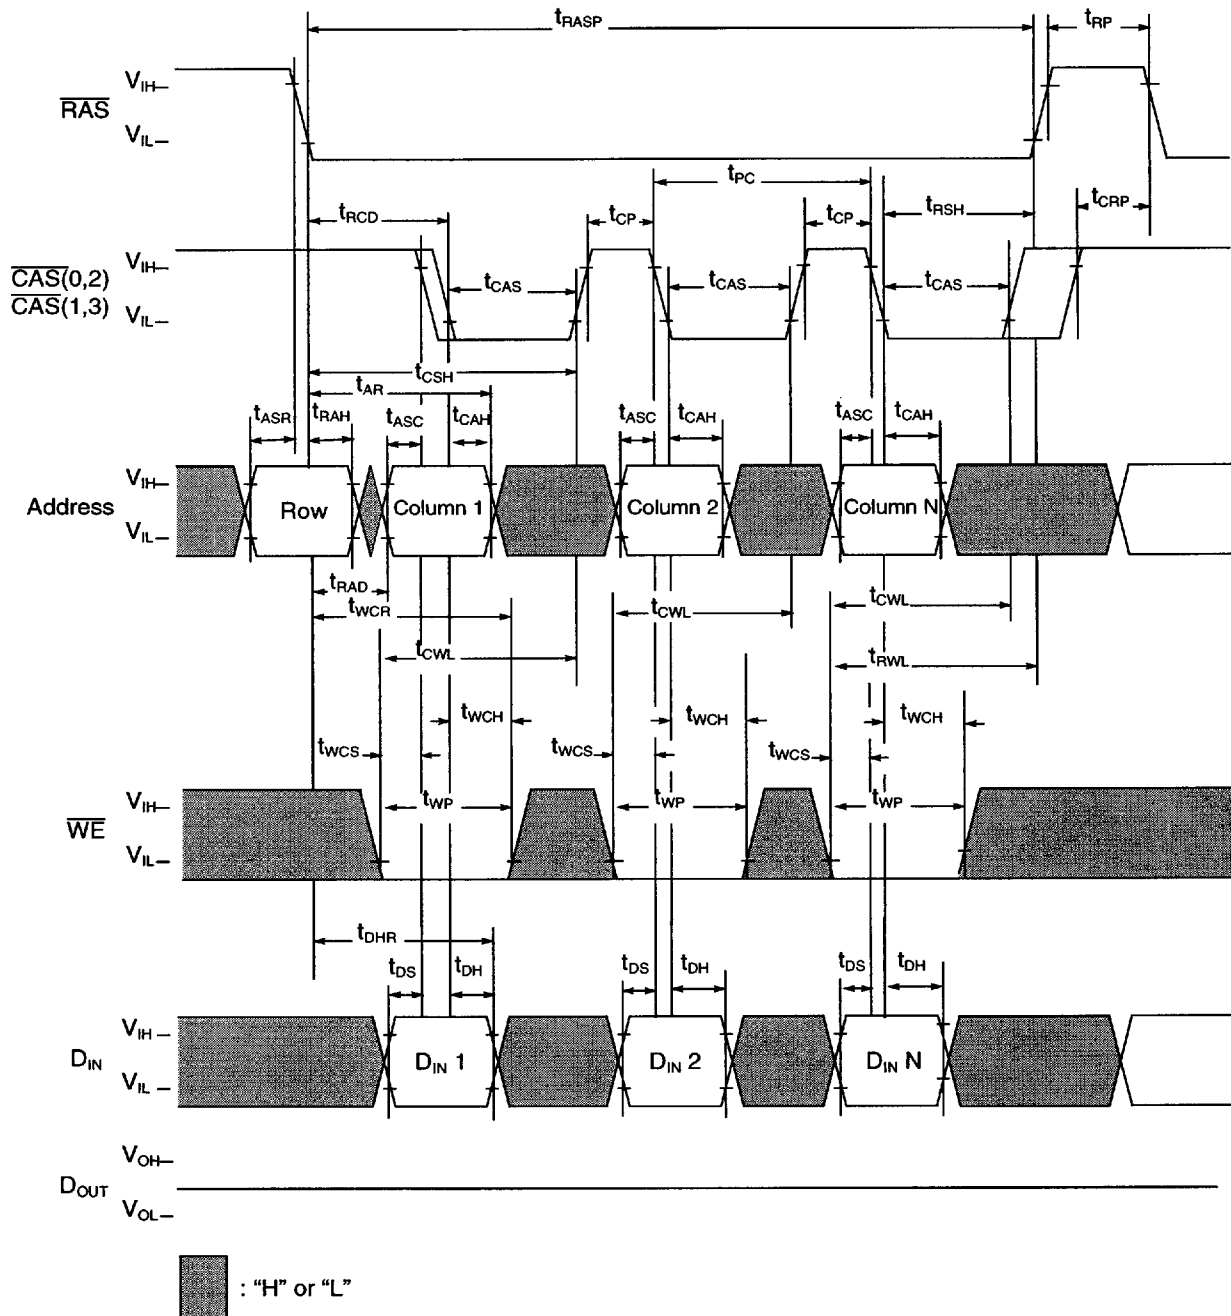 tRASP tRP
VIH
RAS
VIL
tPC
tRCD tCP tCP tRSH tCRP
VIH
CAS(0,2)
CAS(1,3)
VIL
tCAS tCAS tCAS
tCSH
tAR
tASR tRAH tASC tCAH tASC tCAH tASC tCAH
VIH
Address Row Column 1 Column 2 Column N
VIL
tRAD
tWCR tCWL tCWL
tCWL tRWL
tWCH tWCH tWCH
tWCS tWCS tWCS
VIH
tWP tWP tWP
WE
VIL
tDHR
tDS tDH tDS tDH tDS tDH
VIH
DIN DIN 1 DIN 2 DIN N
VIL
VOH
DOUT
VOL
: “H” or “L”